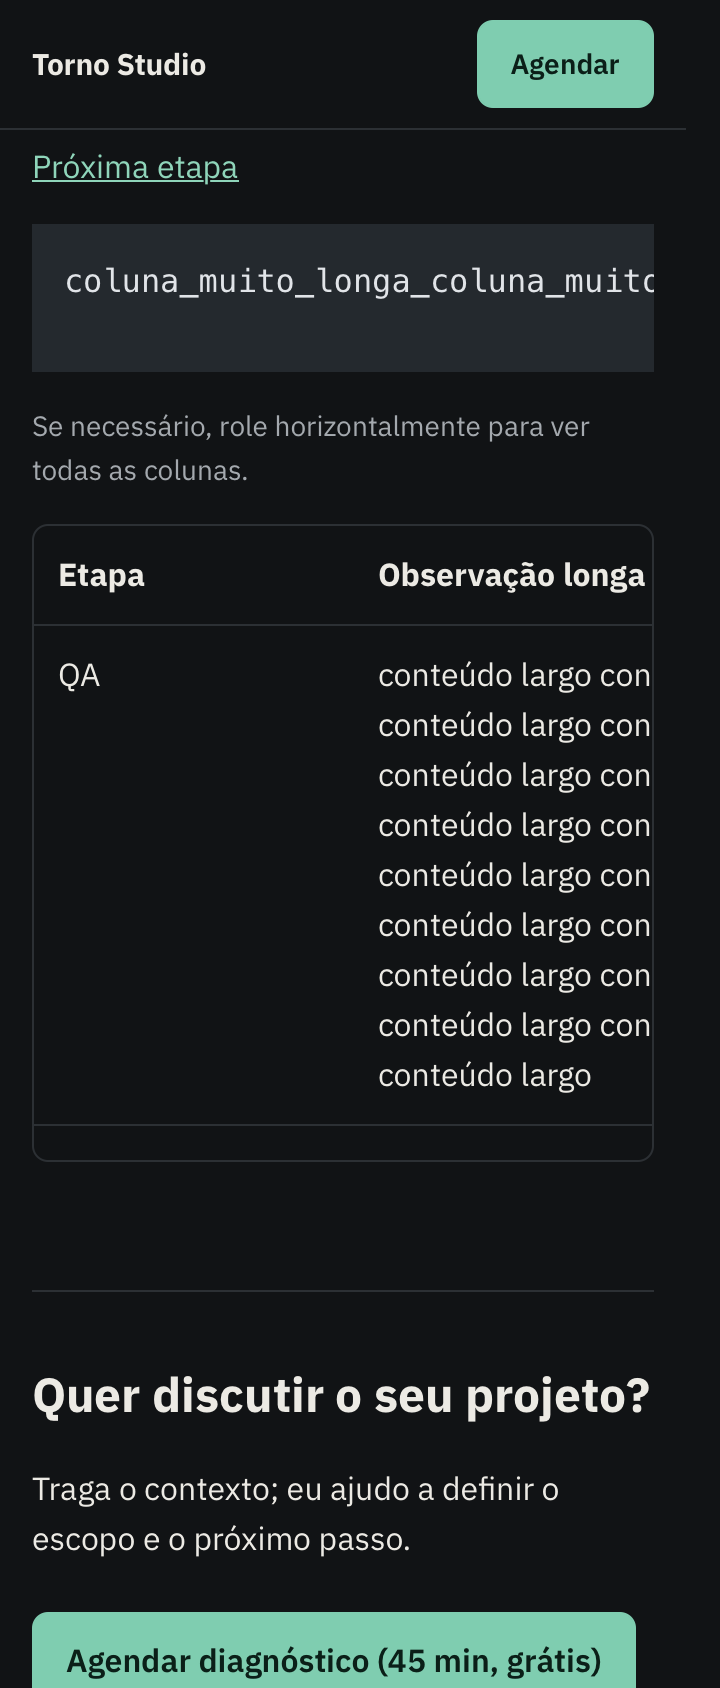 Torno Studio
Agendar
Próxima etapa
coluna_muito_longa_coluna_muito
Se necessário, role horizontalmente para ver
todas as colunas.
Etapa
Observação longa
QA
conteúdo largo con
conteúdo largo con
conteúdo largo con
conteúdo largo con
conteúdo largo con
conteúdo largo con
conteúdo largo con
conteúdo largo con
conteúdo largo
Quer discutir o seu projeto?
Traga o contexto; eu ajudo a definir o
escopo e o próximo passo.
Agendar diagnóstico (45 min, grátis)